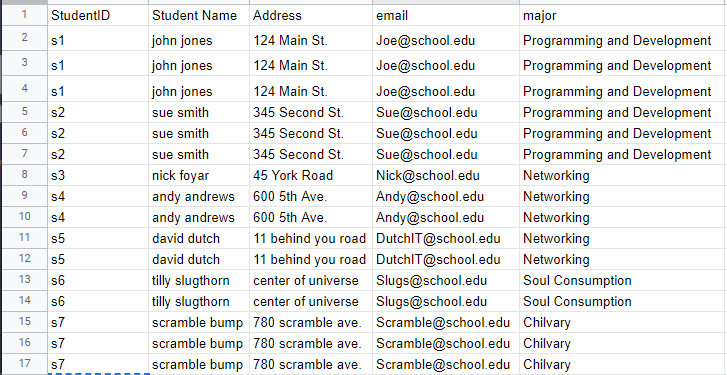 1 StudentID Student Name Address email major
2 s1 john jones 124 Main St. Joe@school.edu Programming and Development
3 s1 john jones 124 Main St. Joe@school.edu Programming and Development
4 s1 john jones 124 Main St. Joe@school.edu Programming and Development
5 s2 sue smith 345 Second St. Sue@school.edu Programming and Development
6 s2 sue smith 345 Second St. Sue@school.edu Programming and Development
7 s2 sue smith 345 Second St. Sue@school.edu Programming and Development
8 s3 nick foyar 45 York Road Nick@school.edu Networking
9 s4 andy andrews 600 5th Ave. Andy@school.edu Networking
10 s4 andy andrews 600 5th Ave. Andy@school.edu Networking
11 s5 david dutch 11 behind you road DutchIT@school.edu Networking
12 s5 david dutch 11 behind you road DutchIT@school.edu Networking
13 s6 tilly slugthorn center of universe Slugs@school.edu Soul Consumption
14 s6 tilly slugthorn center of universe Slugs@school.edu Soul Consumption
15 s7 scramble bump 780 scramble ave. Scramble@school.edu Chilvary
16 s7 scramble bump 780 scramble ave. Scramble@school.edu Chilvary
17 s7 scramble bump 780 scramble ave. Scramble@school.edu Chilvary